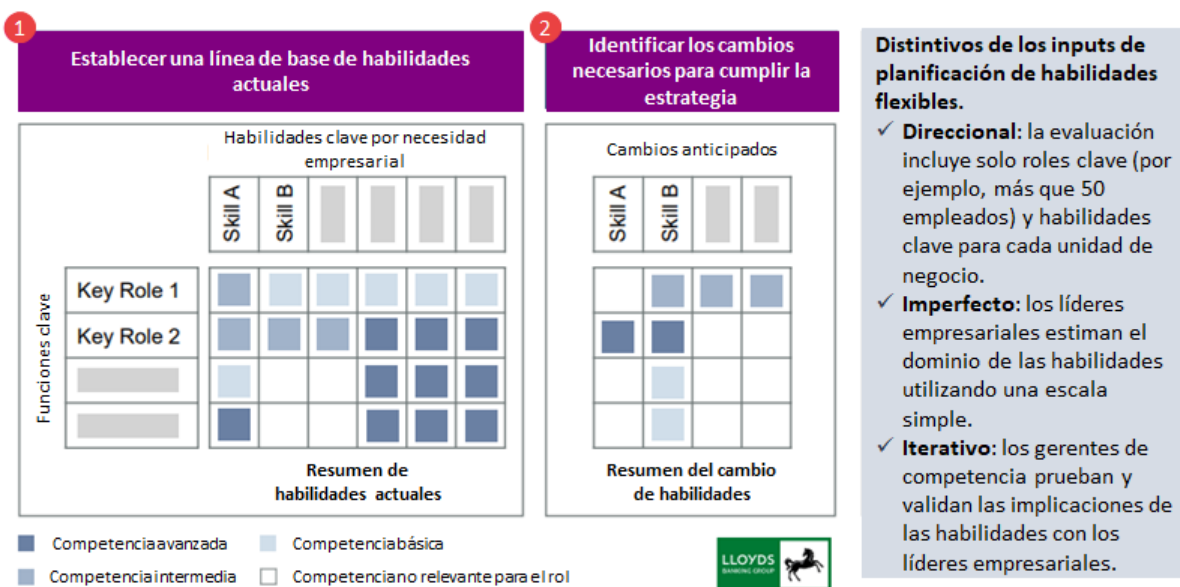 1
Establecer una línea de base de habilidades
actuales
Habilidades clave por necesidad
empresarial
Skill A
Skill B
Funciones clave
Key Role 1
Key Role 2
Resumen de
habilidades actuales
2
Identificar los cambios
necesarios para cumplir la
estrategia
Cambios anticipados
Skill A
Skill B
Resumen del cambio
de habilidades
Competencia avanzada
Competencia básica
Competencia intermedia
Competencia no relevante para el rol
LLOYDS
BANKING GROUP
Distintivos de los inputs de
planificación de habilidades
flexibles.
✓ Direccional: la evaluación
incluye solo roles clave (por
ejemplo, más que 50
empleados) y habilidades
clave para cada unidad de
negocio.
✓ Imperfecto: los líderes
empresariales estiman el
dominio de las habilidades
utilizando una escala
simple.
✓ Iterativo: los gerentes de
competencia prueban y
validan las implicaciones de
las habilidades con los
líderes empresariales.